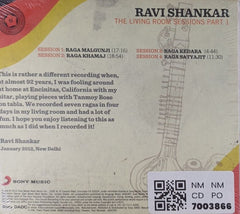 RAVI SHANKAR
THE LIVING ROOM SESSIONS PART 1
SESSION 1 RAGA MALGUNJI (17:16)
SESSION 2 RAGA KHAMAJ (18:54)
SESSION 3 RAGA KEDARA (4:44)
SESSION 4 RAGA SATYAJIT (11:30)
This is rather a different recording when,
at almost 92 years, I was fooling around
at home at Encinitas, California with my
sitar, playing pieces with Tanmoy Bose
on tabla. We recorded seven ragas in four
days in my living room and had a lot
of fun. I hope you enjoy listening to this as
much as I did when I recorded it!
Ravi Shankar
January 2012, New Delhi
SONY MUSIC
SONY DADC
NM NM
CD PO
7003866